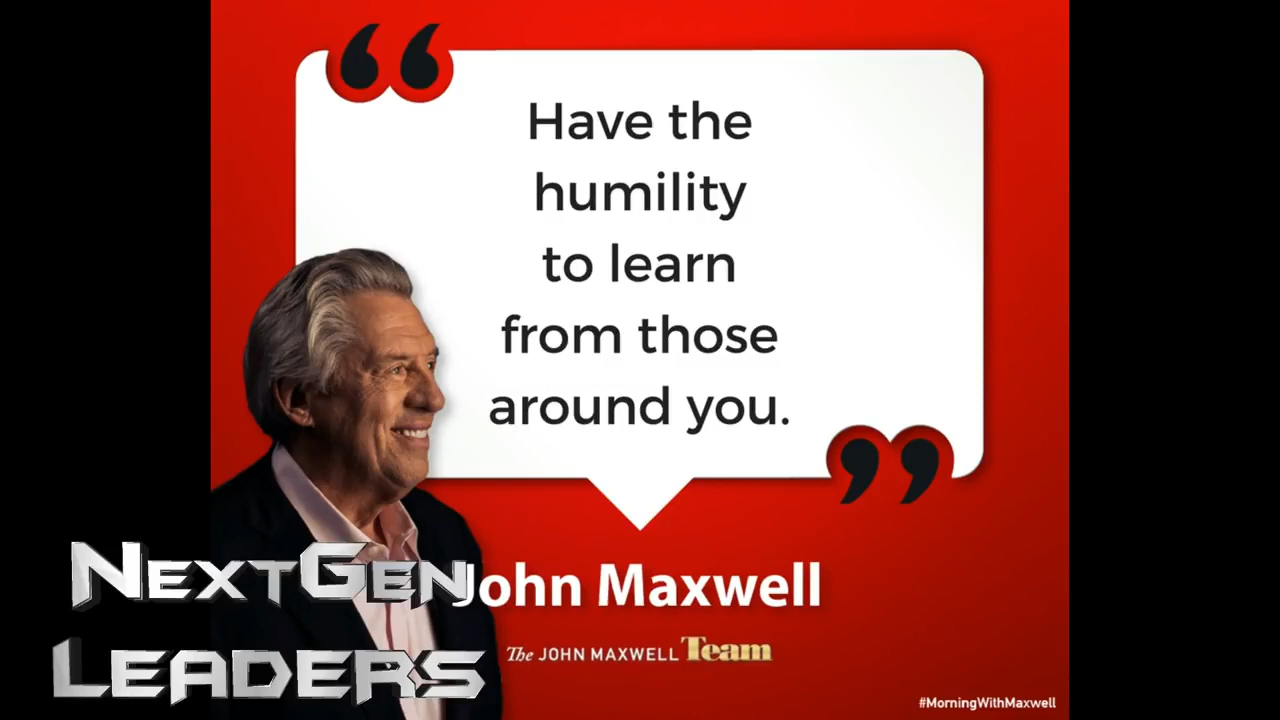 Have the
humility
to learn
from those
around you.
John Maxwell
The JOHN MAXWELL Team
NextGen
Leaders
#MorningWithMaxwell